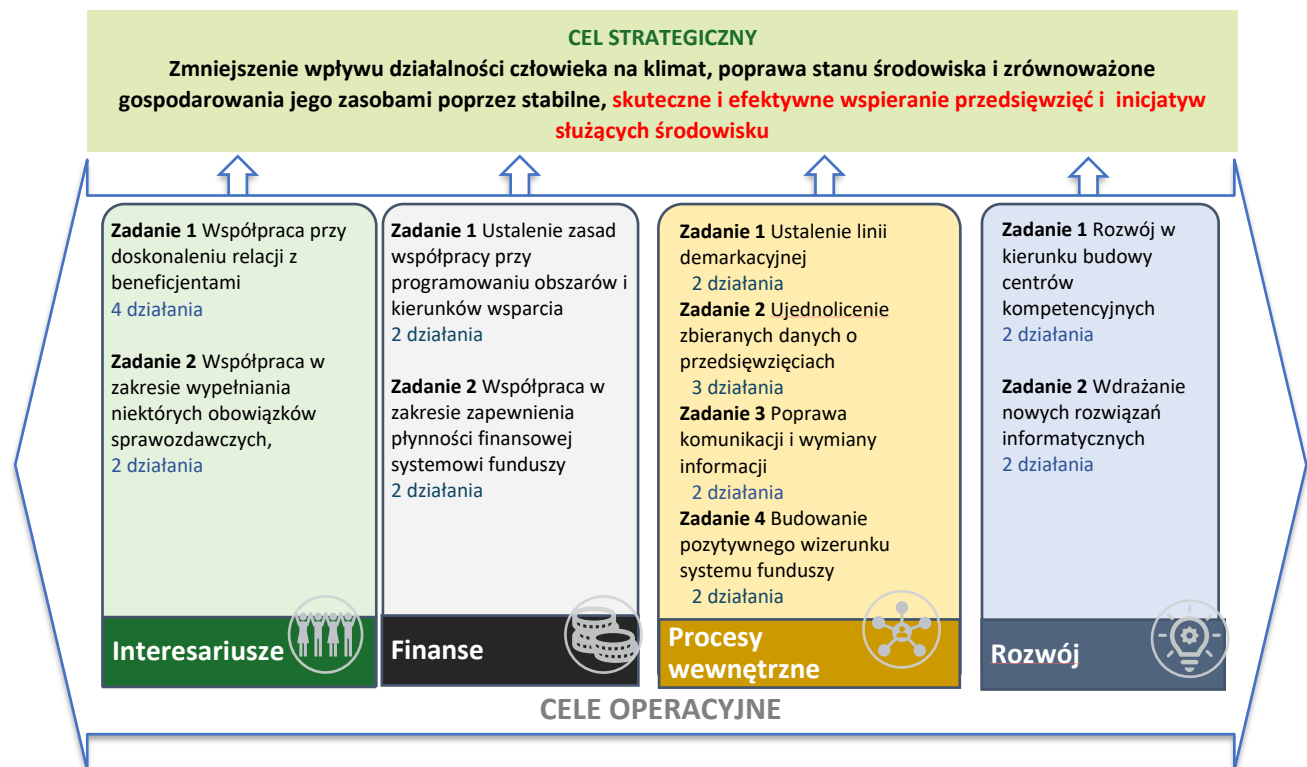 CEL STRATEGICZNY
Zmniejszenie wpływu działalności człowieka na klimat, poprawa stanu środowiska i zrównoważone
gospodarowania jego zasobami poprzez stabilne, skuteczne i efektywne wspieranie przedsięwzięć i inicjatyw
służących środowisku
Zadanie 1 Współpraca przy
doskonaleniu relacji z
beneficjentami
4 działania
Zadanie 2 Współpraca w
zakresie wypełniania
niektórych obowiązków
sprawozdawczych,
2 działania
Interesariusze
Zadanie 1 Ustalenie zasad
współpracy przy
programowaniu obszarów i
kierunków wsparcia
2 działania
Zadanie 2 Współpraca w
zakresie zapewnienia
płynności finansowej
systemowi funduszy
2 działania
Finanse
Zadanie 1 Ustalenie linii
demarkacyjnej
2 działania
Zadanie 2 Ujednolicenie
zbieranych danych o
przedsięwzięciach
3 działania
Zadanie 3 Poprawa
komunikacji i wymiany
informacji
2 działania
Zadanie 4 Budowanie
pozytywnego wizerunku
systemu funduszy
2 działania
Procesy
wewnętrzne
Zadanie 1 Rozwój w
kierunku budowy
centrów
kompetencyjnych
2 działania
Zadanie 2 Wdrażanie
nowych rozwiązań
informatycznych
2 działania
Rozwój
CELE OPERACYJNE